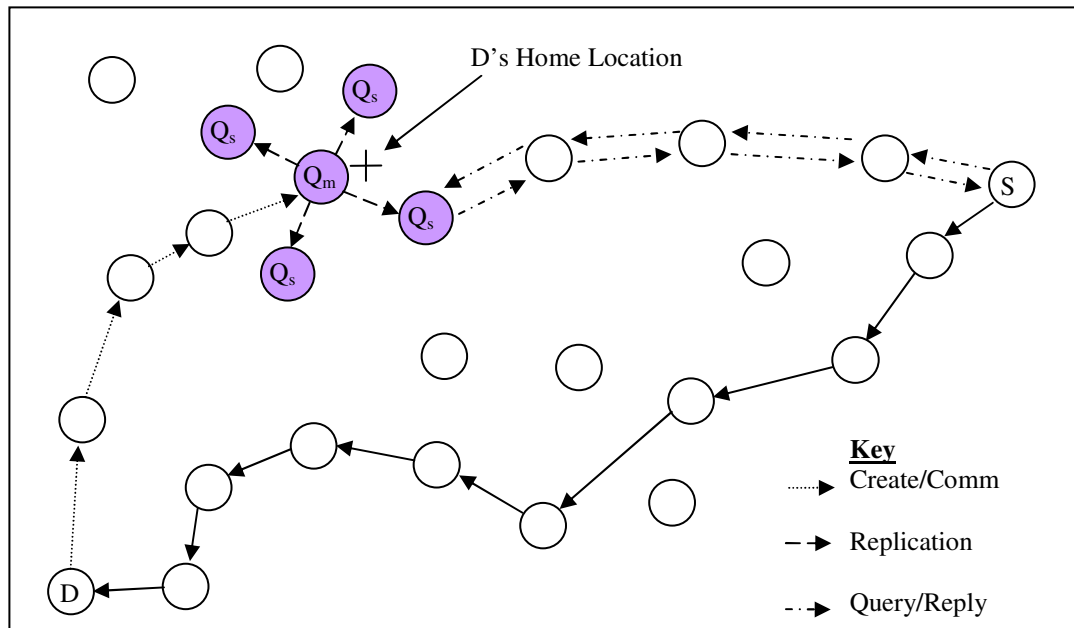 D's Home Location
Qs
Qs
Qm
Qs
S
Qs
Key
Create/Comm
Replication
D
Query/Reply